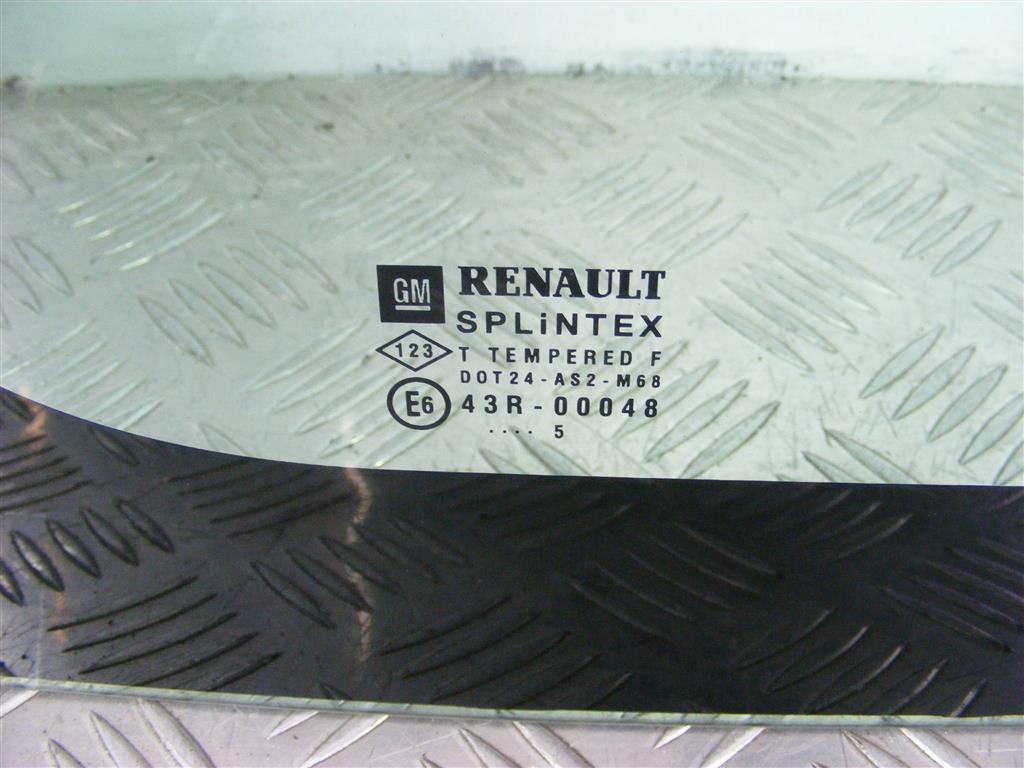 GM RENAULT
SPLiNTEX
123 T TEMPERED F
DOT24-AS2-M68
E6 43R-00048
.... 5